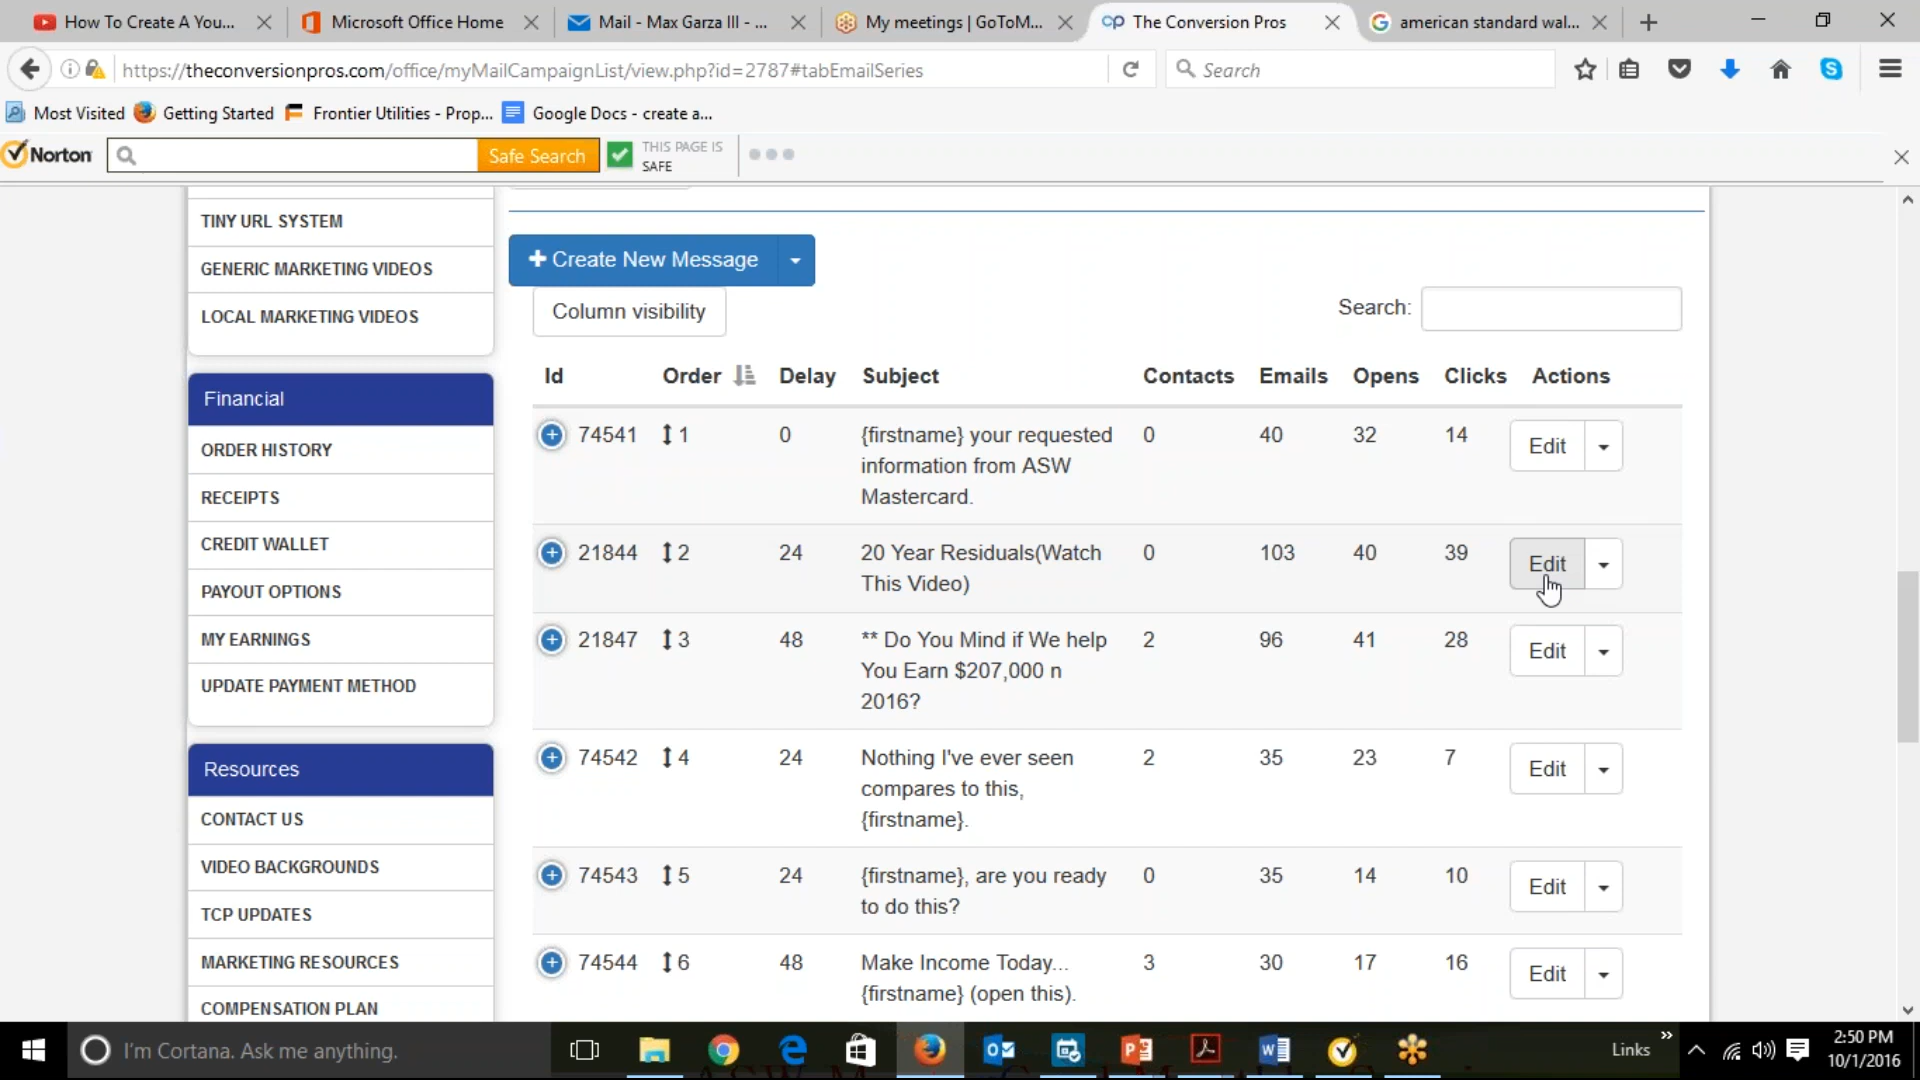 How To Create A You...
Microsoft Office Home
Mail - Max Garza III - ...
My meetings | GoToM...
The Conversion Pros
american standard wal...
https://theconversionpros.com/office/myMailCampaignList/view.php?id=2787#tabEmailSeries
Search
Most Visited
Getting Started
Frontier Utilities - Prop...
Google Docs - create a...
Norton
Safe Search
THIS PAGE IS
SAFE
TINY URL SYSTEM
GENERIC MARKETING VIDEOS
LOCAL MARKETING VIDEOS
Financial
ORDER HISTORY
RECEIPTS
CREDIT WALLET
PAYOUT OPTIONS
MY EARNINGS
UPDATE PAYMENT METHOD
Resources
CONTACT US
VIDEO BACKGROUNDS
TCP UPDATES
MARKETING RESOURCES
COMPENSATION PLAN
Create New Message
Column visibility
Search:
Id Order Delay Subject Contacts Emails Opens Clicks Actions
74541 1 0 {firstname} your requested 0 40 32 14 Edit
information from ASW
Mastercard.
21844 2 24 20 Year Residuals(Watch 0 103 40 39 Edit
This Video)
21847 3 48 ** Do You Mind if We help 2 96 41 28 Edit
You Earn $207,000 n
2016?
74542 4 24 Nothing I've ever seen 2 35 23 7 Edit
compares to this,
{firstname}.
74543 5 24 {firstname}, are you ready 0 35 14 10 Edit
to do this?
74544 6 48 Make Income Today... 3 30 17 16 Edit
{firstname} (open this).
I'm Cortana. Ask me anything.
Links
2:50 PM
10/1/2016